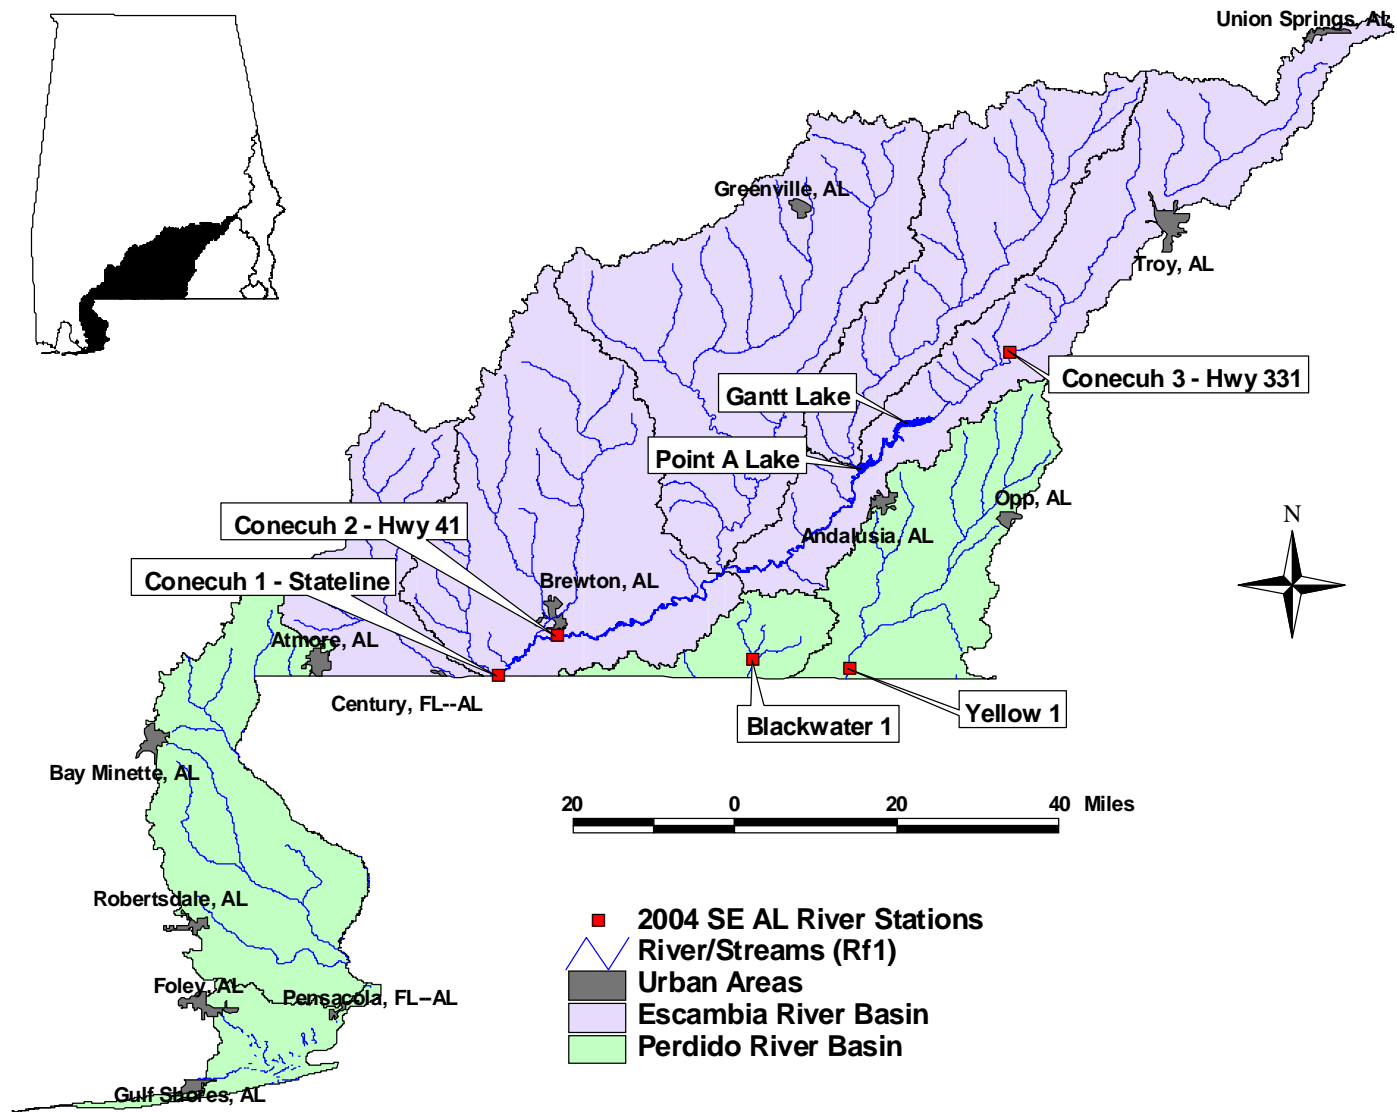 Union Springs, AL
Greenville, AL
Troy, AL
Conecuh 3 - Hwy 331
Gantt Lake
Point A Lake
Opp, AL
Conecuh 2 - Hwy 41
Andalusia, AL
N
Conecuh 1 - Stateline
Brewton, AL
Atmore, AL
Century, FL--AL
Yellow 1
Blackwater 1
Bay Minette, AL
20 0 20 40 Miles
Robertsdale, AL
2004 SE AL River Stations
River/Streams (Rf1)
Urban Areas
Foley, AL
Pensacola, FL--AL
Escambia River Basin
Perdido River Basin
Gulf Shores, AL